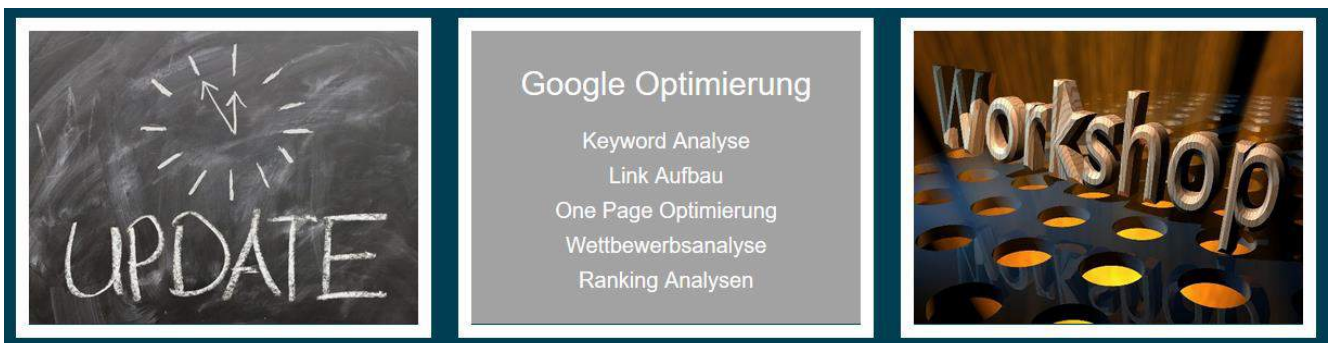 UPDATE
Google Optimierung
Keyword Analyse
Link Aufbau
One Page Optimierung
Wettbewerbsanalyse
Ranking Analysen
Workshop